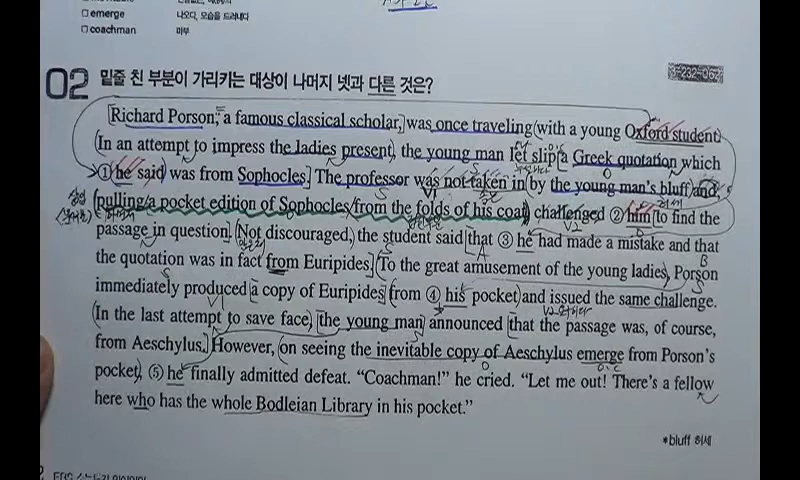 emerge 나오다, 모습을 드러내다
coachman 마부
02 밑줄 친 부분이 가리키는 대상이 나머지 넷과 다른 것은?
8-232-062
Richard Porson, a famous classical scholar, was once traveling with a young Oxford student.
In an attempt to impress the ladies present, the young man let slip a Greek quotation which
① he said was from Sophocles. The professor was not taken in by the young man's bluff and,
pulling a pocket edition of Sophocles from the folds of his coat, challenged ② him to find the
passage in question. Not discouraged, the student said that ③ he had made a mistake and that
the quotation was in fact from Euripides. To the great amusement of the young ladies, Porson
immediately produced a copy of Euripides from ④ his pocket and issued the same challenge.
In the last attempt to save face, the young man announced that the passage was, of course,
from Aeschylus. However, on seeing the inevitable copy of Aeschylus emerge from Porson's
pocket, ⑤ he finally admitted defeat. "Coachman!" he cried. "Let me out! There's a fellow
here who has the whole Bodleian Library in his pocket."
*bluff 허세